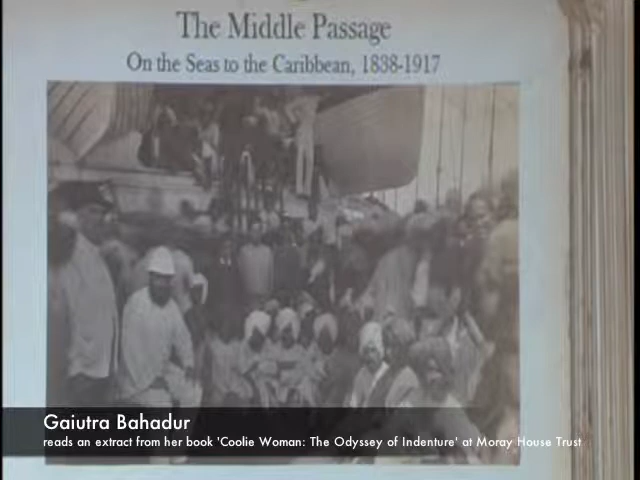 The Middle Passage
On the Seas to the Caribbean, 1838-1917
Gaiutra Bahadur
reads an extract from her book 'Coolie Woman: The Odyssey of Indenture' at Moray House Trust